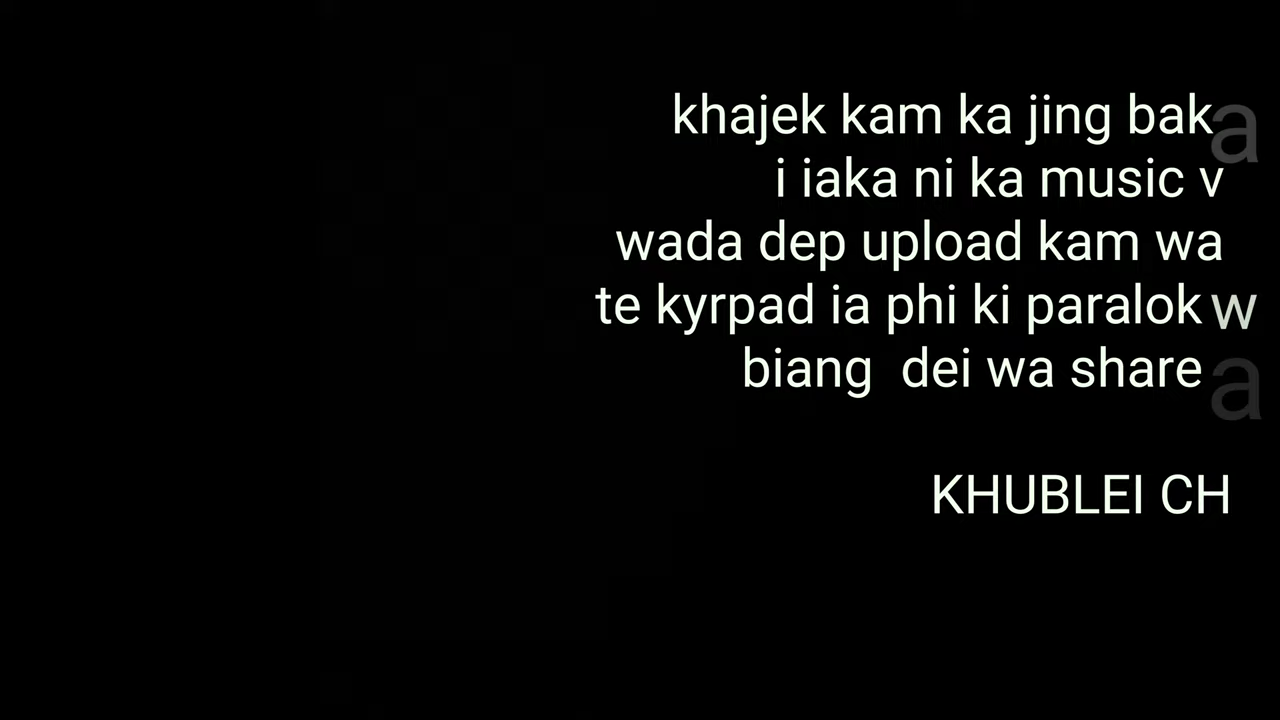 khajek kam ka jing baka
i iaka ni ka music v
wada dep upload kam wa
te kyrpad ia phi ki paralok w
biang  dei wa share a
KHUBLEI CH